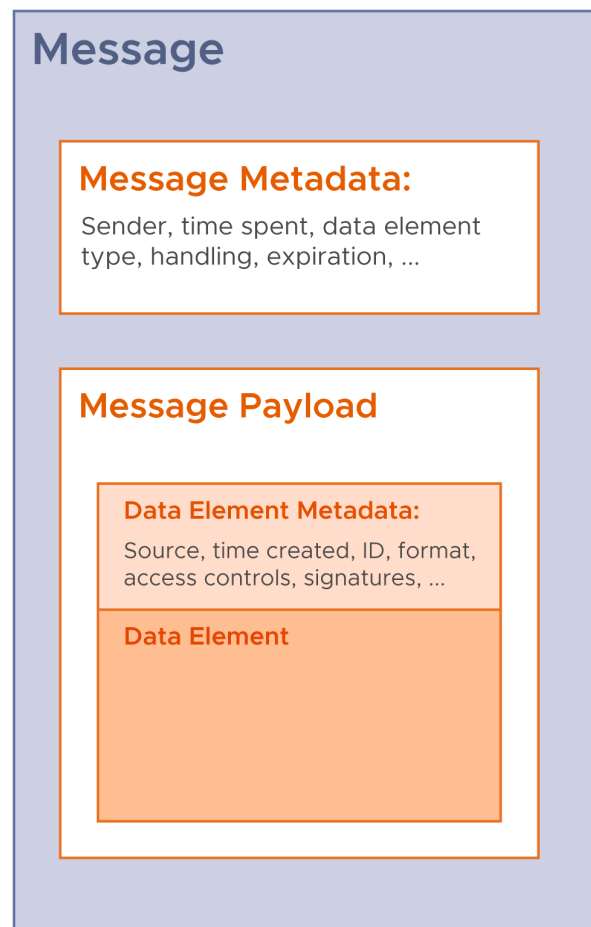 Message
Message Metadata:
Sender, time spent, data element
type, handling, expiration, ...
Message Payload
Data Element Metadata:
Source, time created, ID, format,
access controls, signatures, ...
Data Element